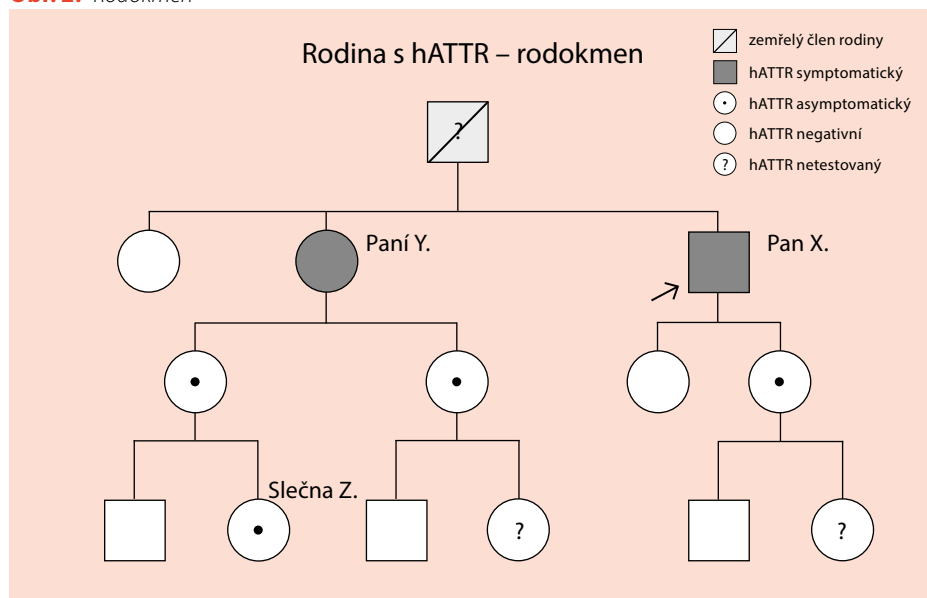 Rodina s hATTR – rodokmen
zemřelý člen rodiny
hATTR symptomatický
hATTR asymptomatický
hATTR negativní
?
hATTR netestovaný
?
Paní Y.
Pan X.
Slečna Z.
?
?